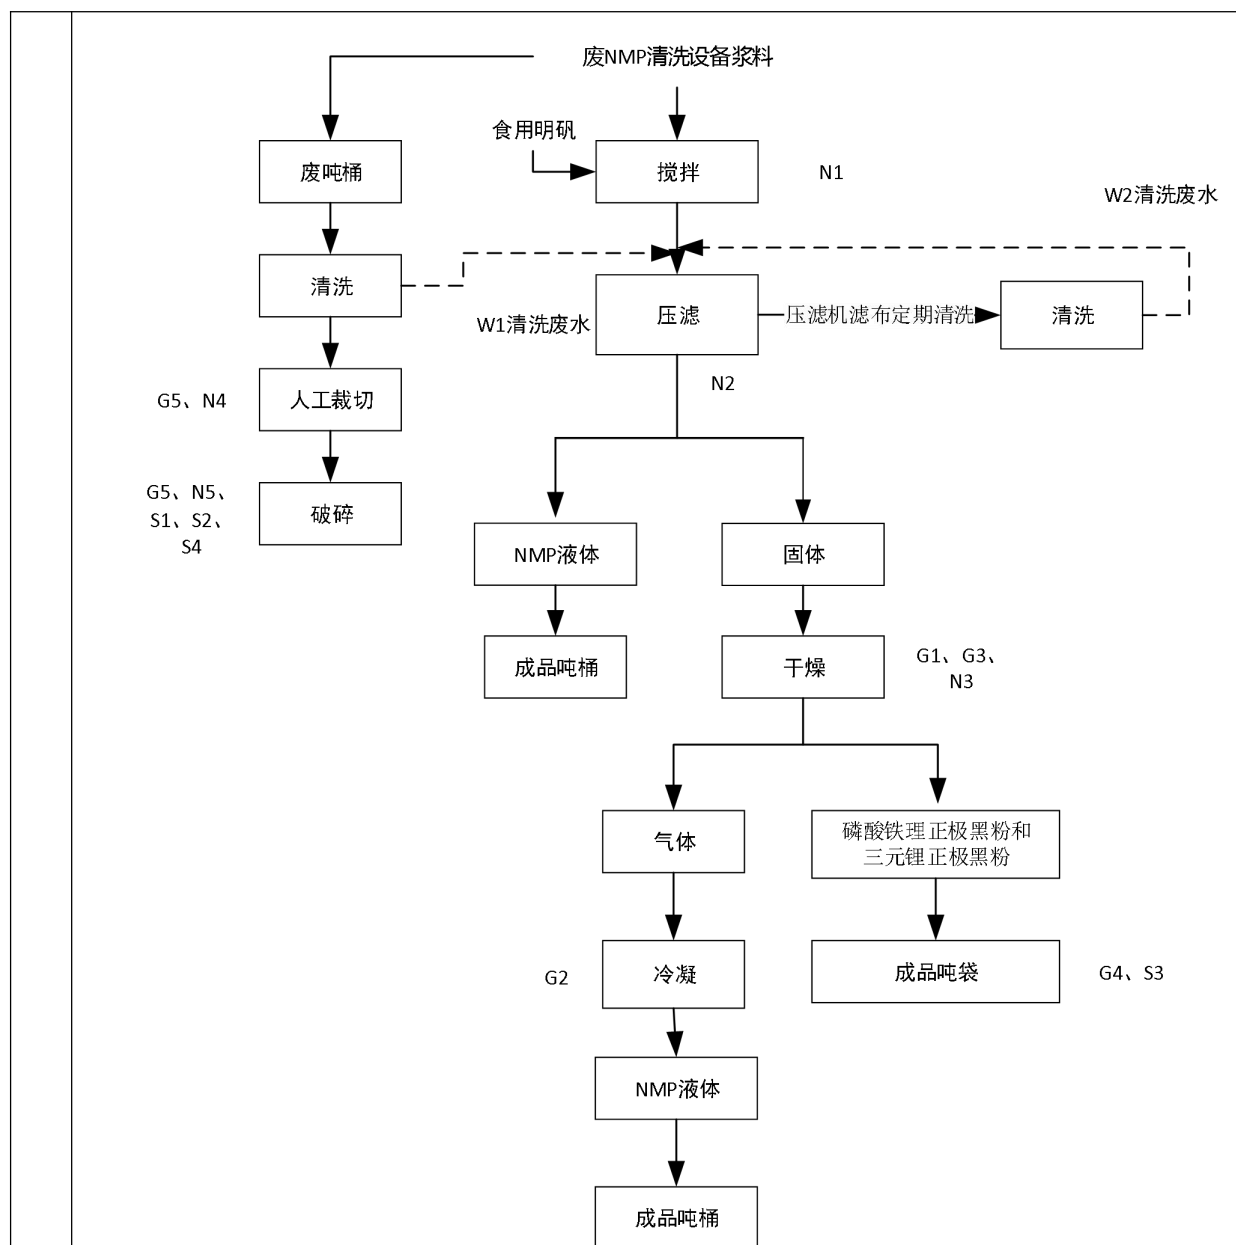 废NMP清洗设备浆料
食用明矾
废吨桶
搅拌
N1
W2清洗废水
清洗
W1清洗废水
压滤
压滤机滤布定期清洗
清洗
N2
G5、N4
人工裁切
G5、N5、
S1、S2、
S4
破碎
NMP液体
固体
成品吨桶
干燥
G1、G3、
N3
气体
磷酸铁理正极黑粉和
三元锂正极黑粉
G2
冷凝
成品吨袋
G4、S3
NMP液体
成品吨桶